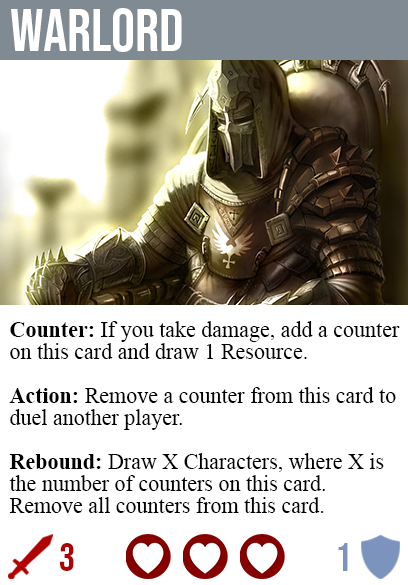 WARLORD
Counter: If you take damage, add a counter
on this card and draw 1 Resource.
Action: Remove a counter from this card to
duel another player.
Rebound: Draw X Characters, where X is
the number of counters on this card.
Remove all counters from this card.
3 1